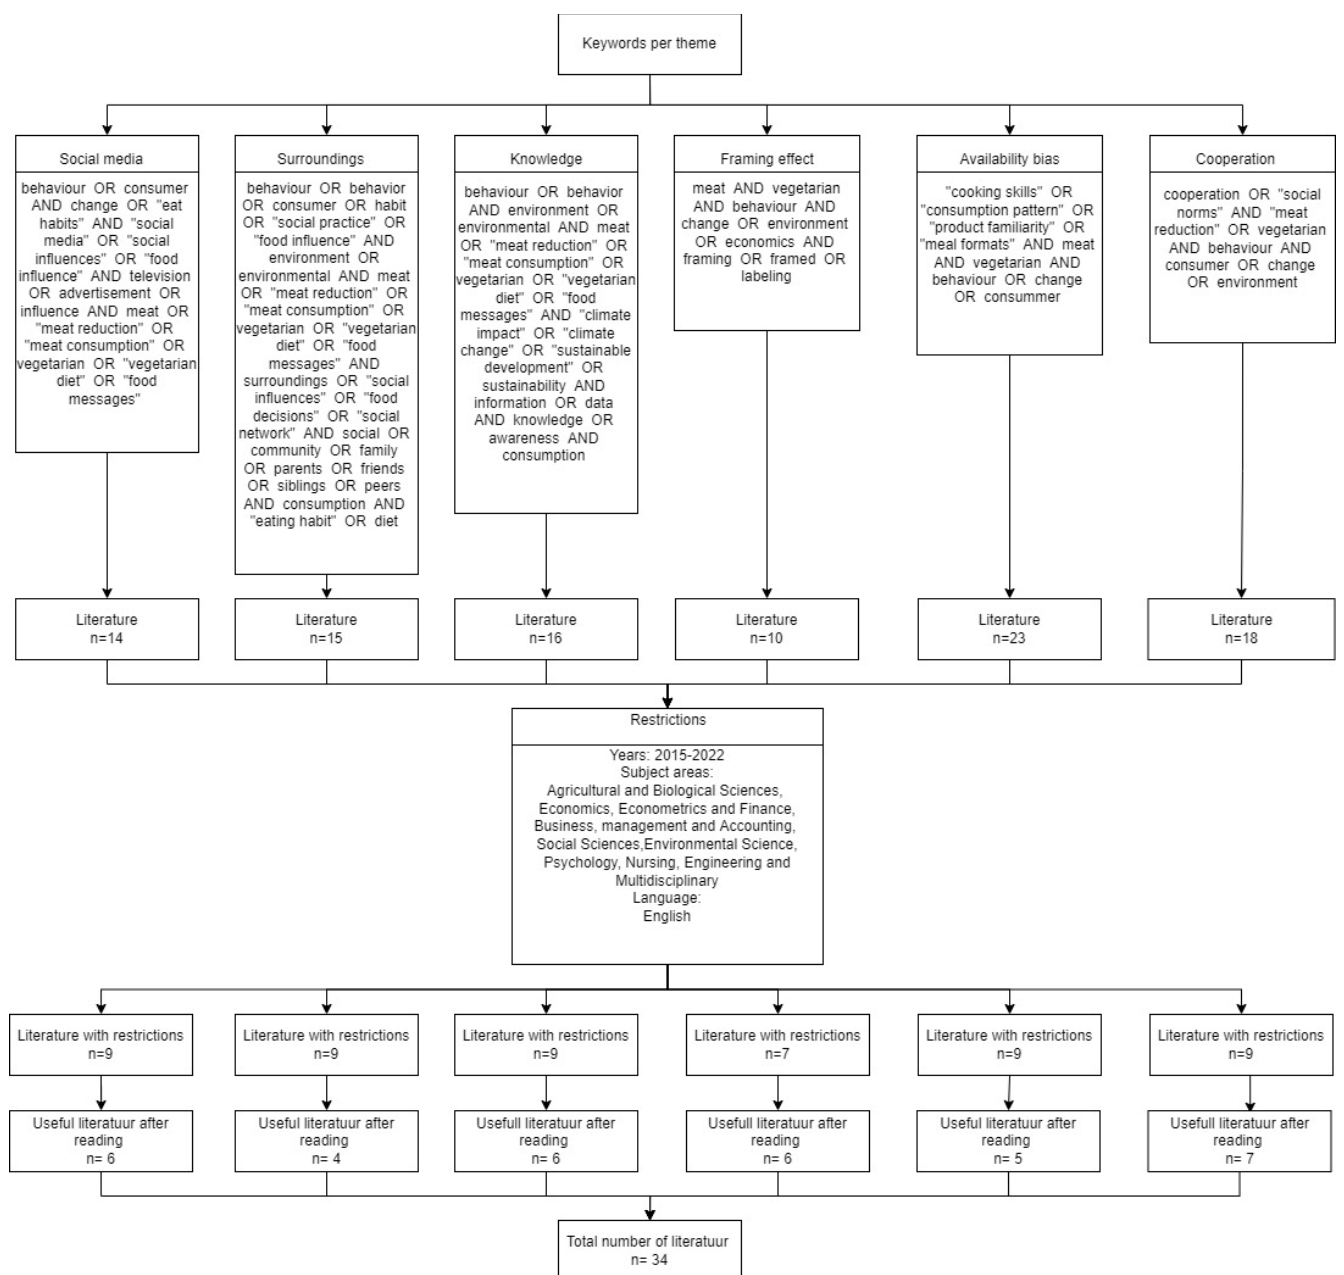 Keywords per theme
Social media
behaviour OR consumer
AND change OR "eat
habits" AND "social
media" OR "social
influences" OR "food
influence" AND television
OR advertisement OR
influence AND meat OR
"meat reduction" OR
"meat consumption" OR
vegetarian OR "vegetarian
diet" OR "food
messages"
Surroundings
behaviour OR behavior
OR consumer OR habit
OR "social practice" OR
"food influence" AND
environment OR
environmental AND meat
OR "meat reduction" OR
"meat consumption" OR
vegetarian OR "vegetarian
diet" OR "food
messages" AND
surroundings OR "social
influences" OR "food
decisions" OR "social
network" AND social OR
community OR family
OR parents OR friends
OR siblings OR peers
AND consumption AND
"eating habit" OR diet
Knowledge
behaviour OR behavior
AND environment OR
environmental AND meat
OR "meat reduction" OR
"meat consumption" OR
vegetarian OR "vegetarian
diet" OR "food
messages" AND "climate
impact" OR "climate
change" OR "sustainable
development" OR
sustainability AND
information OR data
AND knowledge OR
awareness AND
consumption
Framing effect
meat AND vegetarian
AND behaviour AND
change OR environment
OR economics AND
framing OR framed OR
labeling
Availability bias
"cooking skills" OR
"consumption pattern" OR
"product familiarity" OR
"meal formats" AND meat
AND vegetarian AND
behaviour OR change
OR consummer
Cooperation
cooperation OR "social
norms" AND "meat
reduction" OR vegetarian
AND behaviour AND
consumer OR change
OR environment
Literature
n=14
Literature
n=15
Literature
n=16
Literature
n=10
Literature
n=23
Literature
n=18
Restrictions
Years: 2015-2022
Subject areas:
Agricultural and Biological Sciences,
Economics, Econometrics and Finance,
Business, management and Accounting,
Social Sciences,Environmental Science,
Psychology, Nursing, Engineering and
Multidisciplinary
Language:
English
Literature with restrictions
n=9
Literature with restrictions
n=9
Literature with restrictions
n=9
Literature with restrictions
n=7
Literature with restrictions
n=9
Literature with restrictions
n=9
Useful literatuur after
reading
n= 6
Useful literatuur after
reading
n= 4
Usefull literatuur after
reading
n= 6
Usefull literatuur after
reading
n= 6
Useful literatuur after
reading
n= 5
Usefull literatuur after
reading
n= 7
Total number of literatuur
n= 34